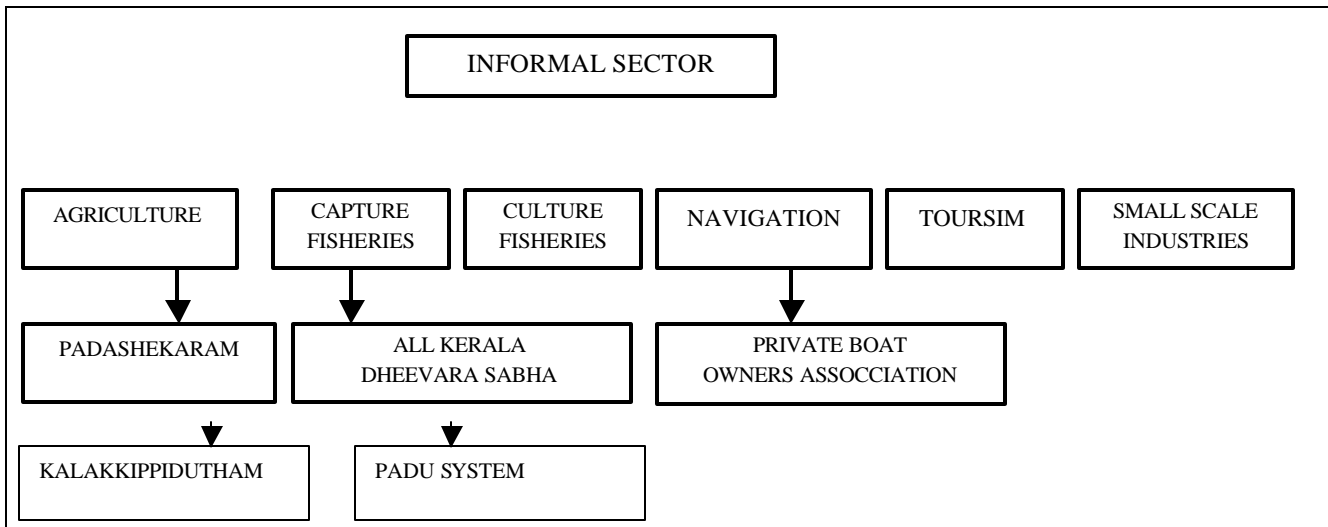 INFORMAL SECTOR
AGRICULTURE
CAPTURE
FISHERIES
CULTURE
FISHERIES
NAVIGATION
TOURSIM
SMALL SCALE
INDUSTRIES
PADASHEKARAM
ALL KERALA
DHEEVARA SABHA
PRIVATE BOAT
OWNERS ASSOCCIATION
KALAKKIPPIDUTHAM
PADU SYSTEM